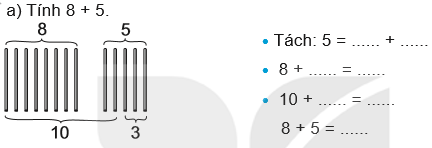 a) Tính 8 + 5.
8 5
10 3
• Tách: 5 = ...... + ......
• 8 + ...... = ......
• 10 + ...... = ......
8 + 5 = ......